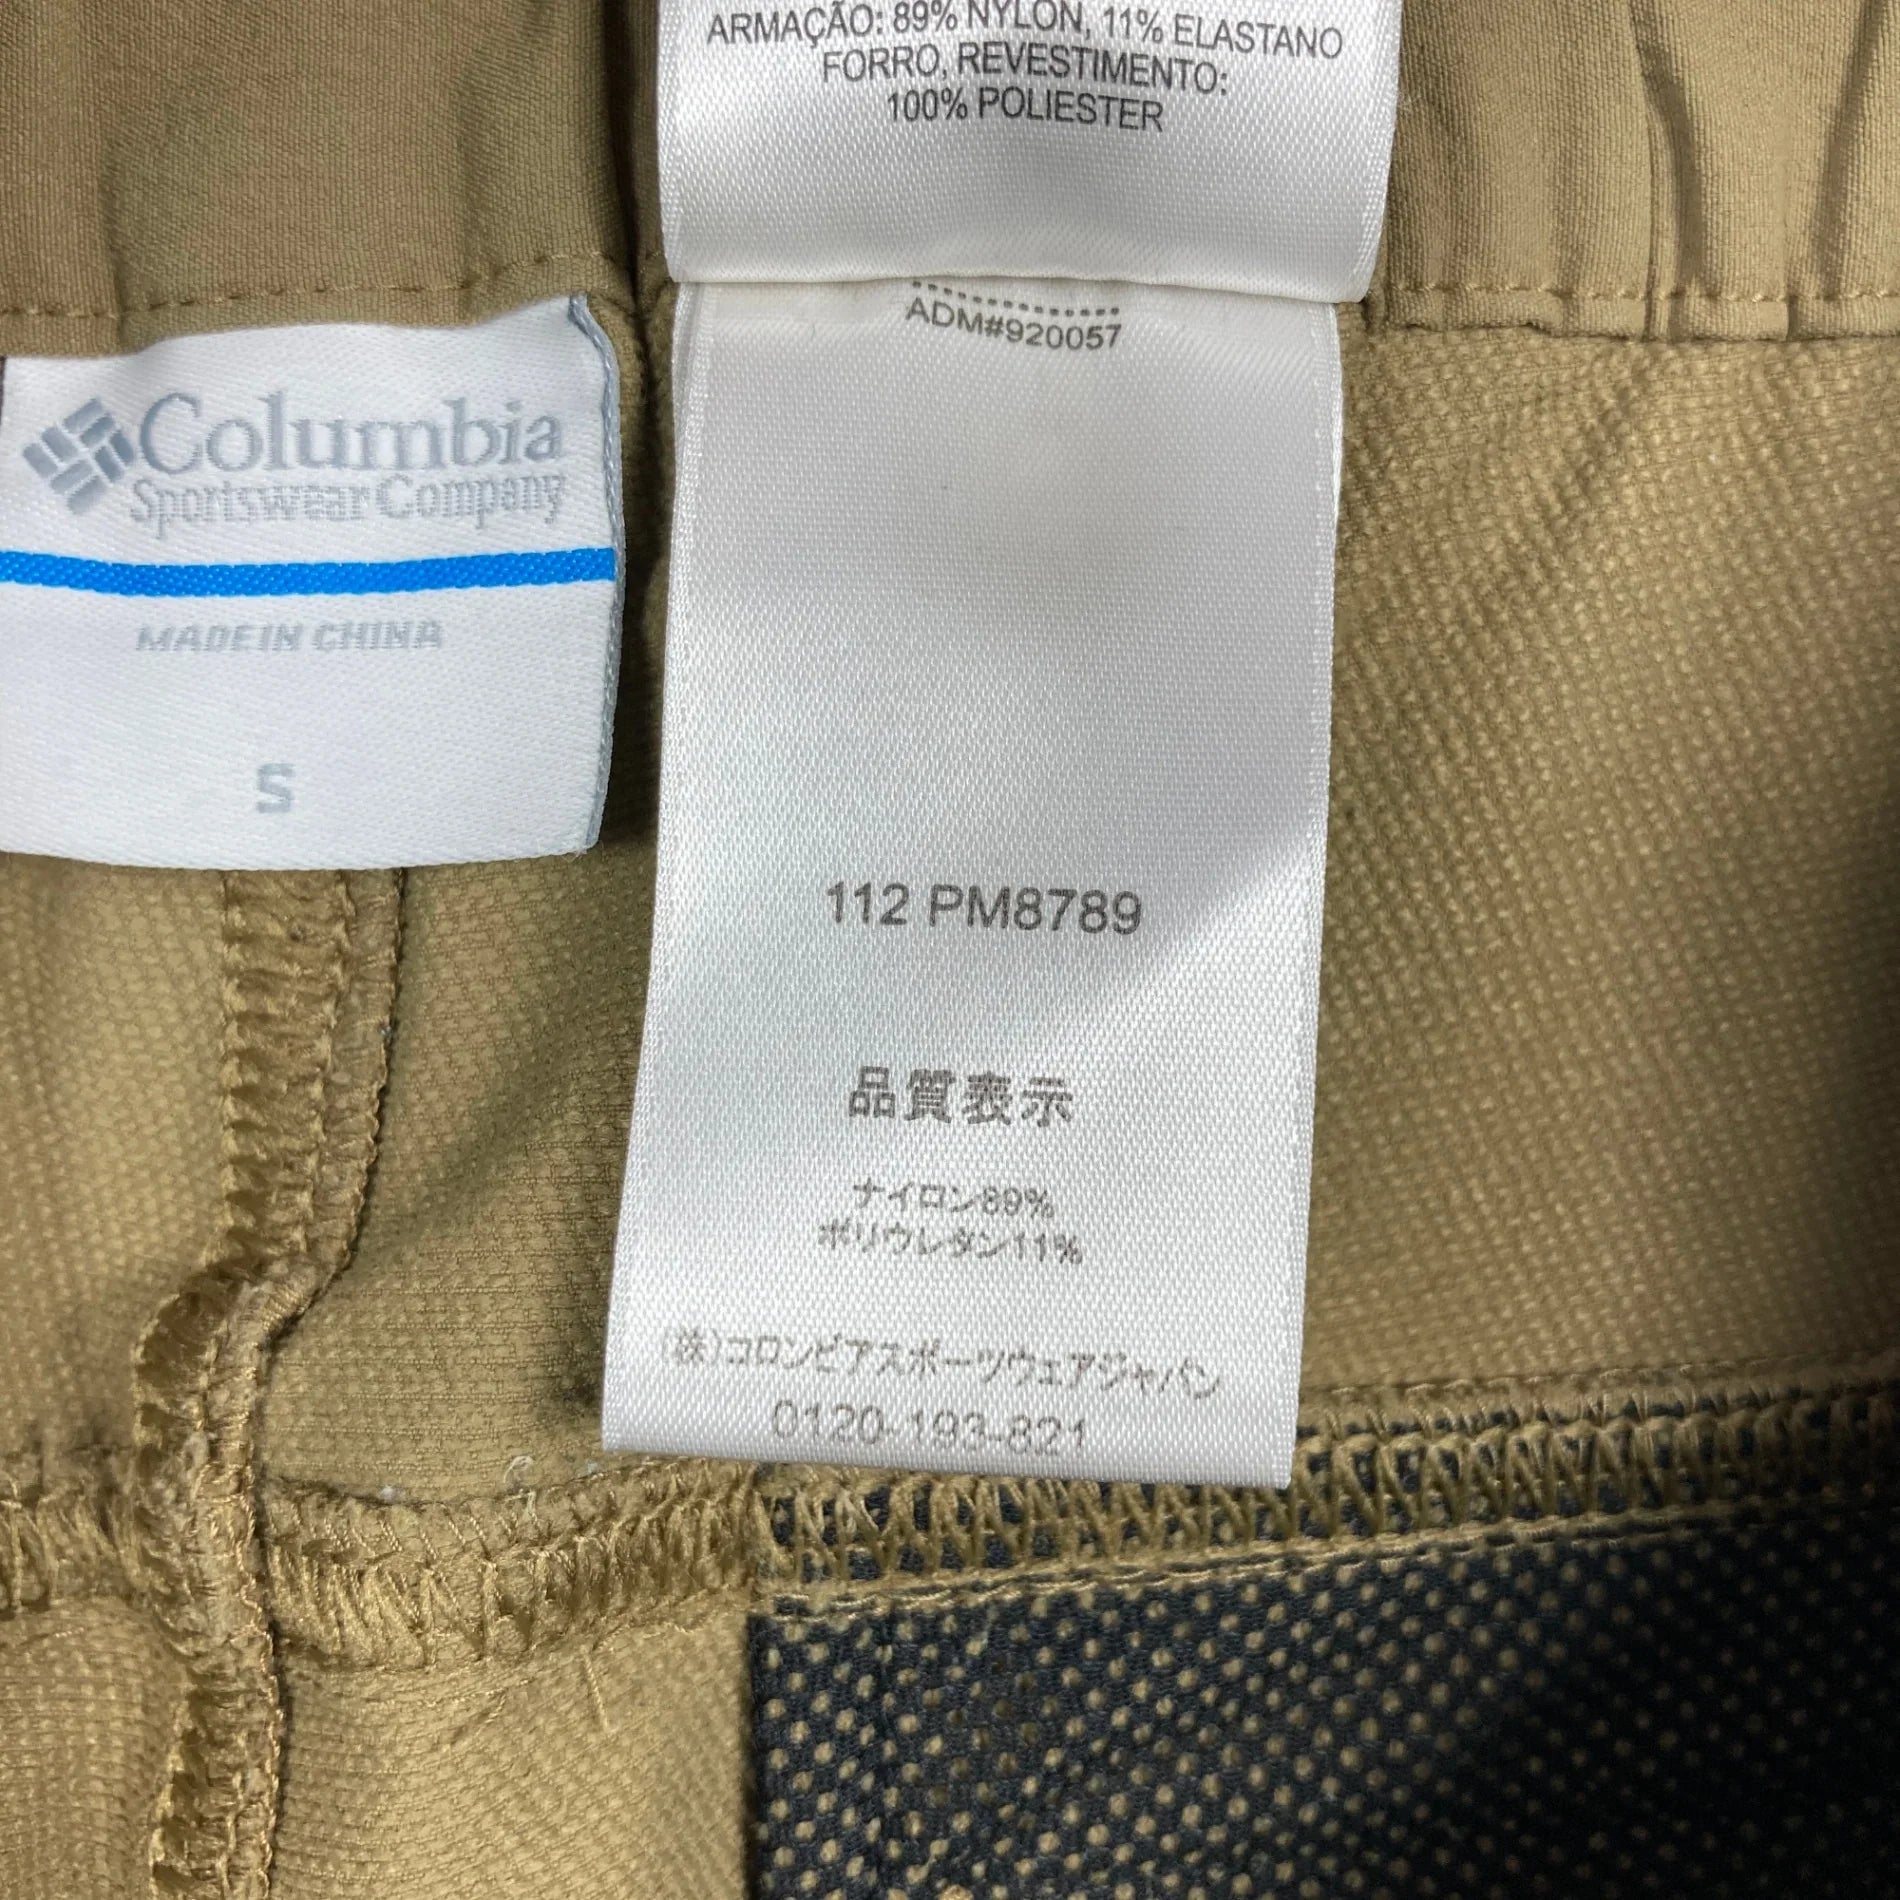 ARMAÇÃO: 89% NYLON, 11% ELASTANO
FORRO, REVESTIMENTO:
100% POLIESTER
ADM#920057
Columbia
Sportswear Company
MADE IN CHINA
S
112 PM8789
品質表示
ナイロン89%
ポリウレタン11%
(株)コロンビアスポーツウェアジャパン
0120-193-821